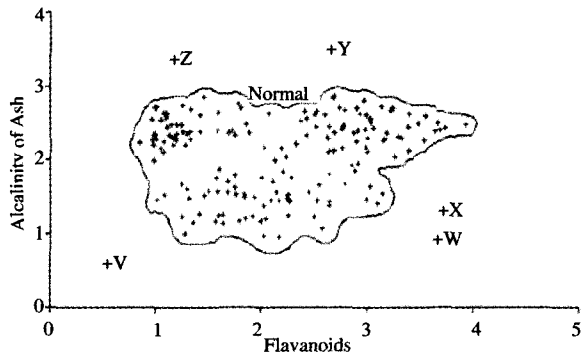 4
+Z
+Y
3
Normal
Alcalinity of Ash
2
+X
1
+W
+V
0
0 1 2 3 4 5
Flavanoids